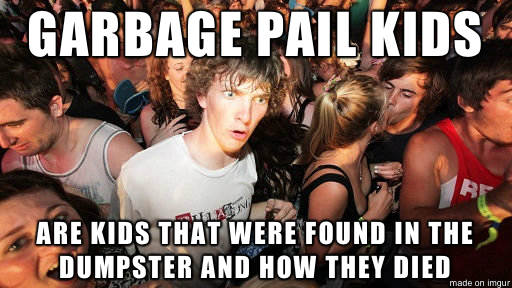 GARBAGE PAIL KIDS
ARE KIDS THAT WERE FOUND IN THE
DUMPSTER AND HOW THEY DIED
made on imgur